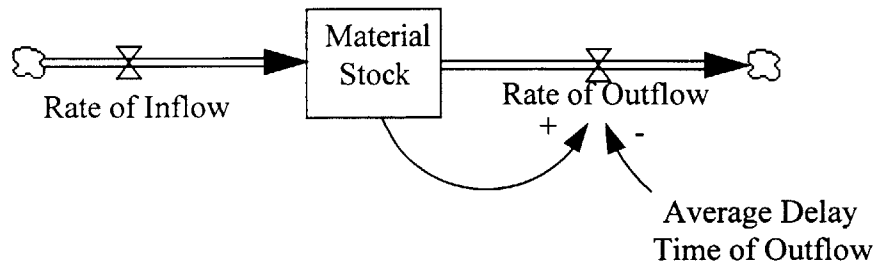 Material
Stock
Rate of Inflow
Rate of Outflow
+
-
Average Delay
Time of Outflow